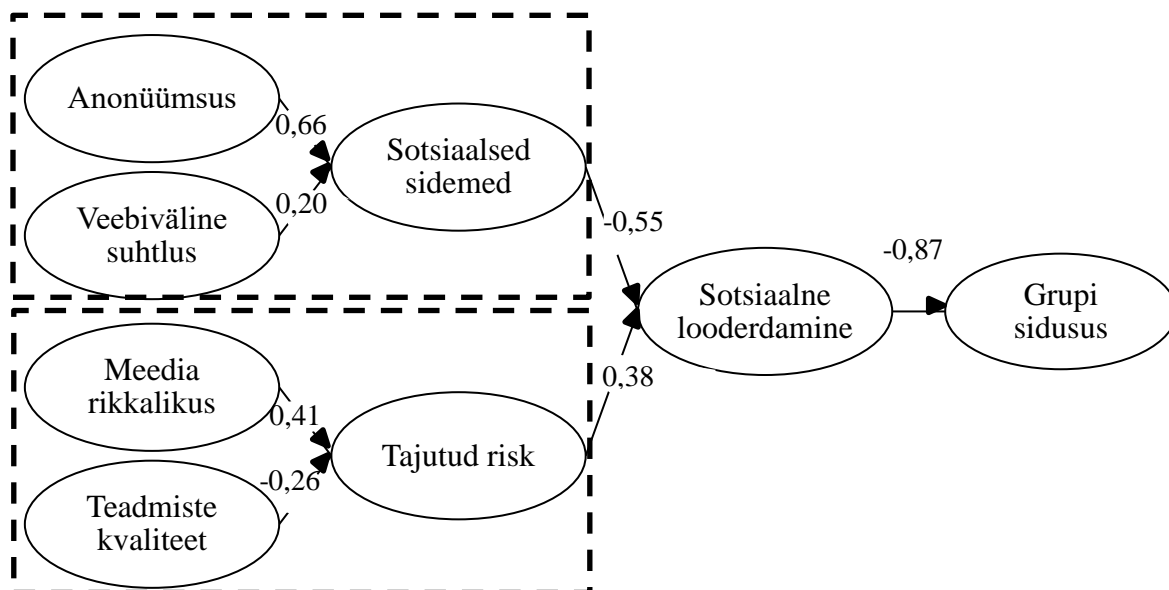 Anonüümsus
0,66
Sotsiaalsed
sidemed
Veebiväline
suhtlus
0,20
-0,55
-0,87
Sotsiaalne
looderdamine
Grupi
sidusus
Meedia
rikkalikus
0,41
0,38
Tajutud risk
-0,26
Teadmiste
kvaliteet